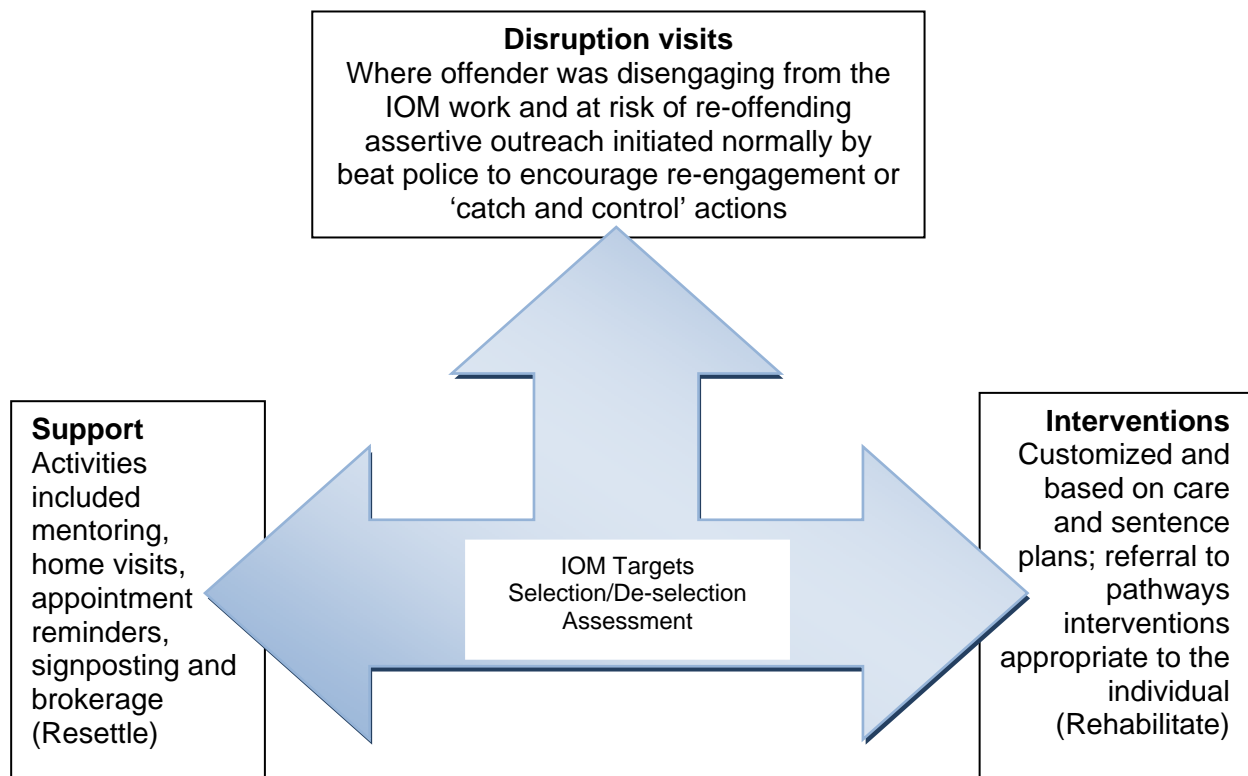 Disruption visits
Where offender was disengaging from the
IOM work and at risk of re-offending
assertive outreach initiated normally by
beat police to encourage re-engagement or
‘catch and control’ actions
Support
Activities
included
mentoring,
home visits,
appointment
reminders,
signposting and
brokerage
(Resettle)
IOM Targets
Selection/De-selection
Assessment
Interventions
Customized and
based on care
and sentence
plans; referral to
pathways
interventions
appropriate to the
individual
(Rehabilitate)